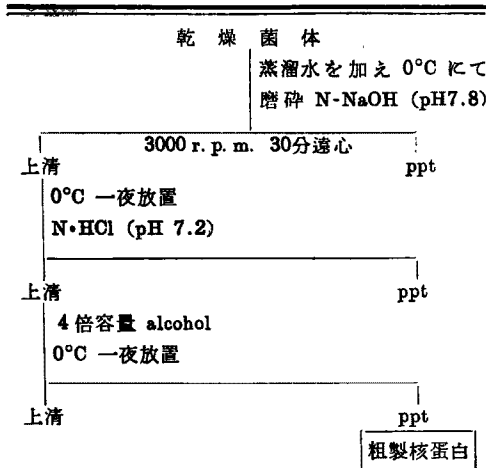 乾燥菌体
蒸溜水を加え 0°C にて
磨砕 N-NaOH (pH7.8)
3000 r. p. m. 30分遠心
上清 ppt
0°C 一夜放置
N•HCl (pH 7.2)
上清 ppt
4倍容量 alcohol
0°C 一夜放置
上清 ppt
粗製核蛋白